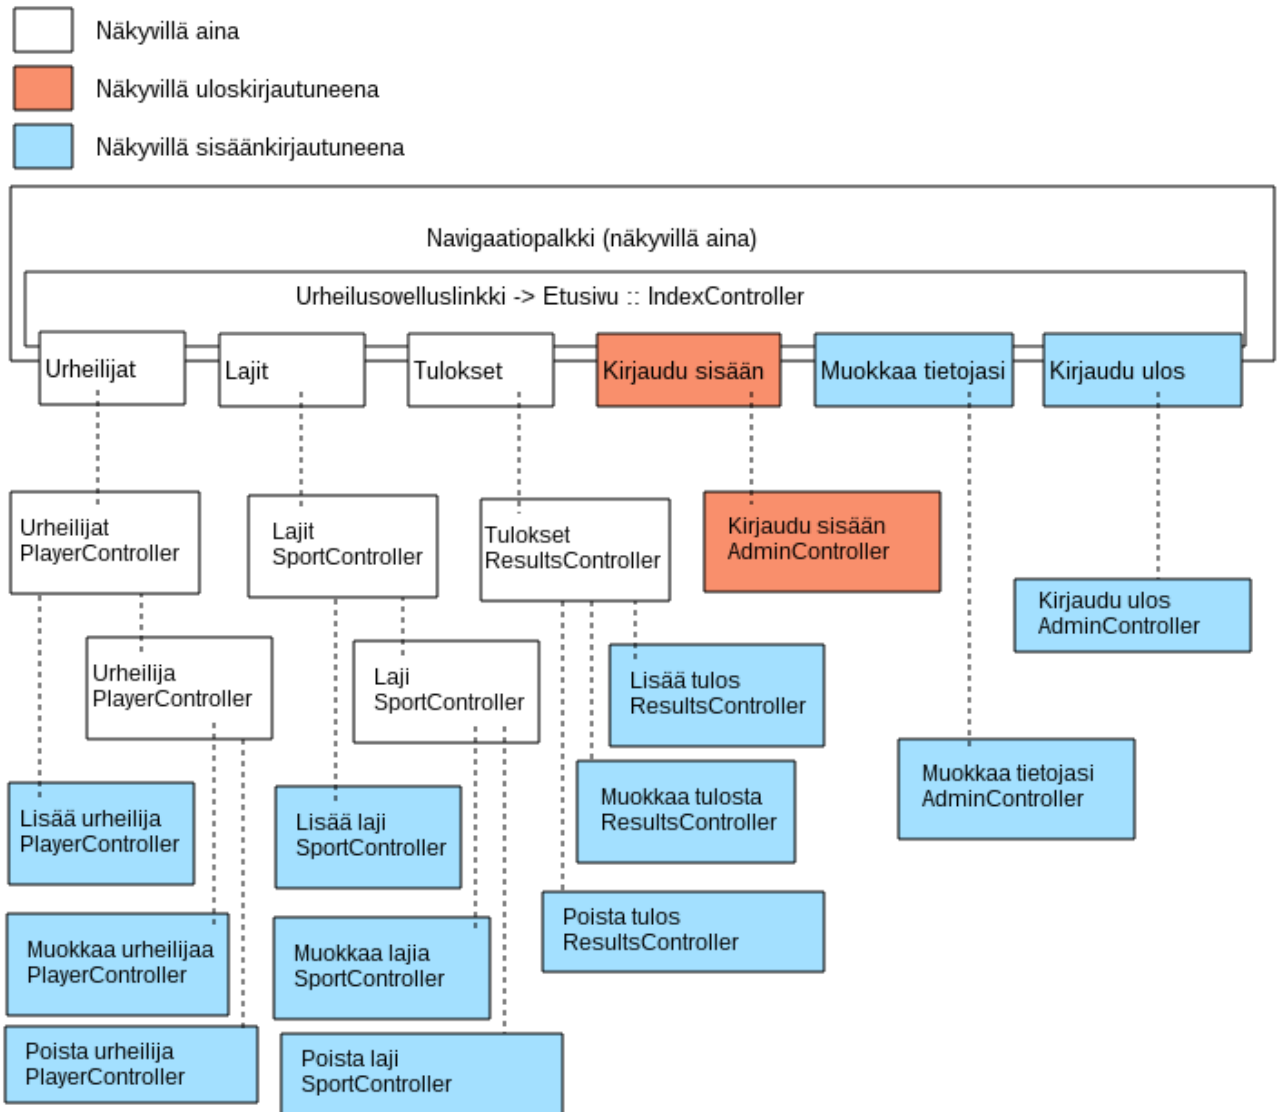 Näkyvillä aina
Näkyvillä uloskirjautuneena
Näkyvillä sisäänkirjautuneena
Navigaatiopalkki (näkyvillä aina)
Urheilusovelluslinkki -> Etusivu :: IndexController
Urheilijat
Lajit
Tulokset
Kirjaudu sisään
Muokkaa tietojasi
Kirjaudu ulos
Urheilijat
PlayerController
Lajit
SportController
Tulokset
ResultsController
Kirjaudu sisään
AdminController
Kirjaudu ulos
AdminController
Urheilija
PlayerController
Laji
SportController
Lisää tulos
ResultsController
Muokkaa tulosta
ResultsController
Muokkaa tietojasi
AdminController
Lisää urheilija
PlayerController
Lisää laji
SportController
Poista tulos
ResultsController
Muokkaa urheilijaa
PlayerController
Muokkaa lajia
SportController
Poista urheilija
PlayerController
Poista laji
SportController